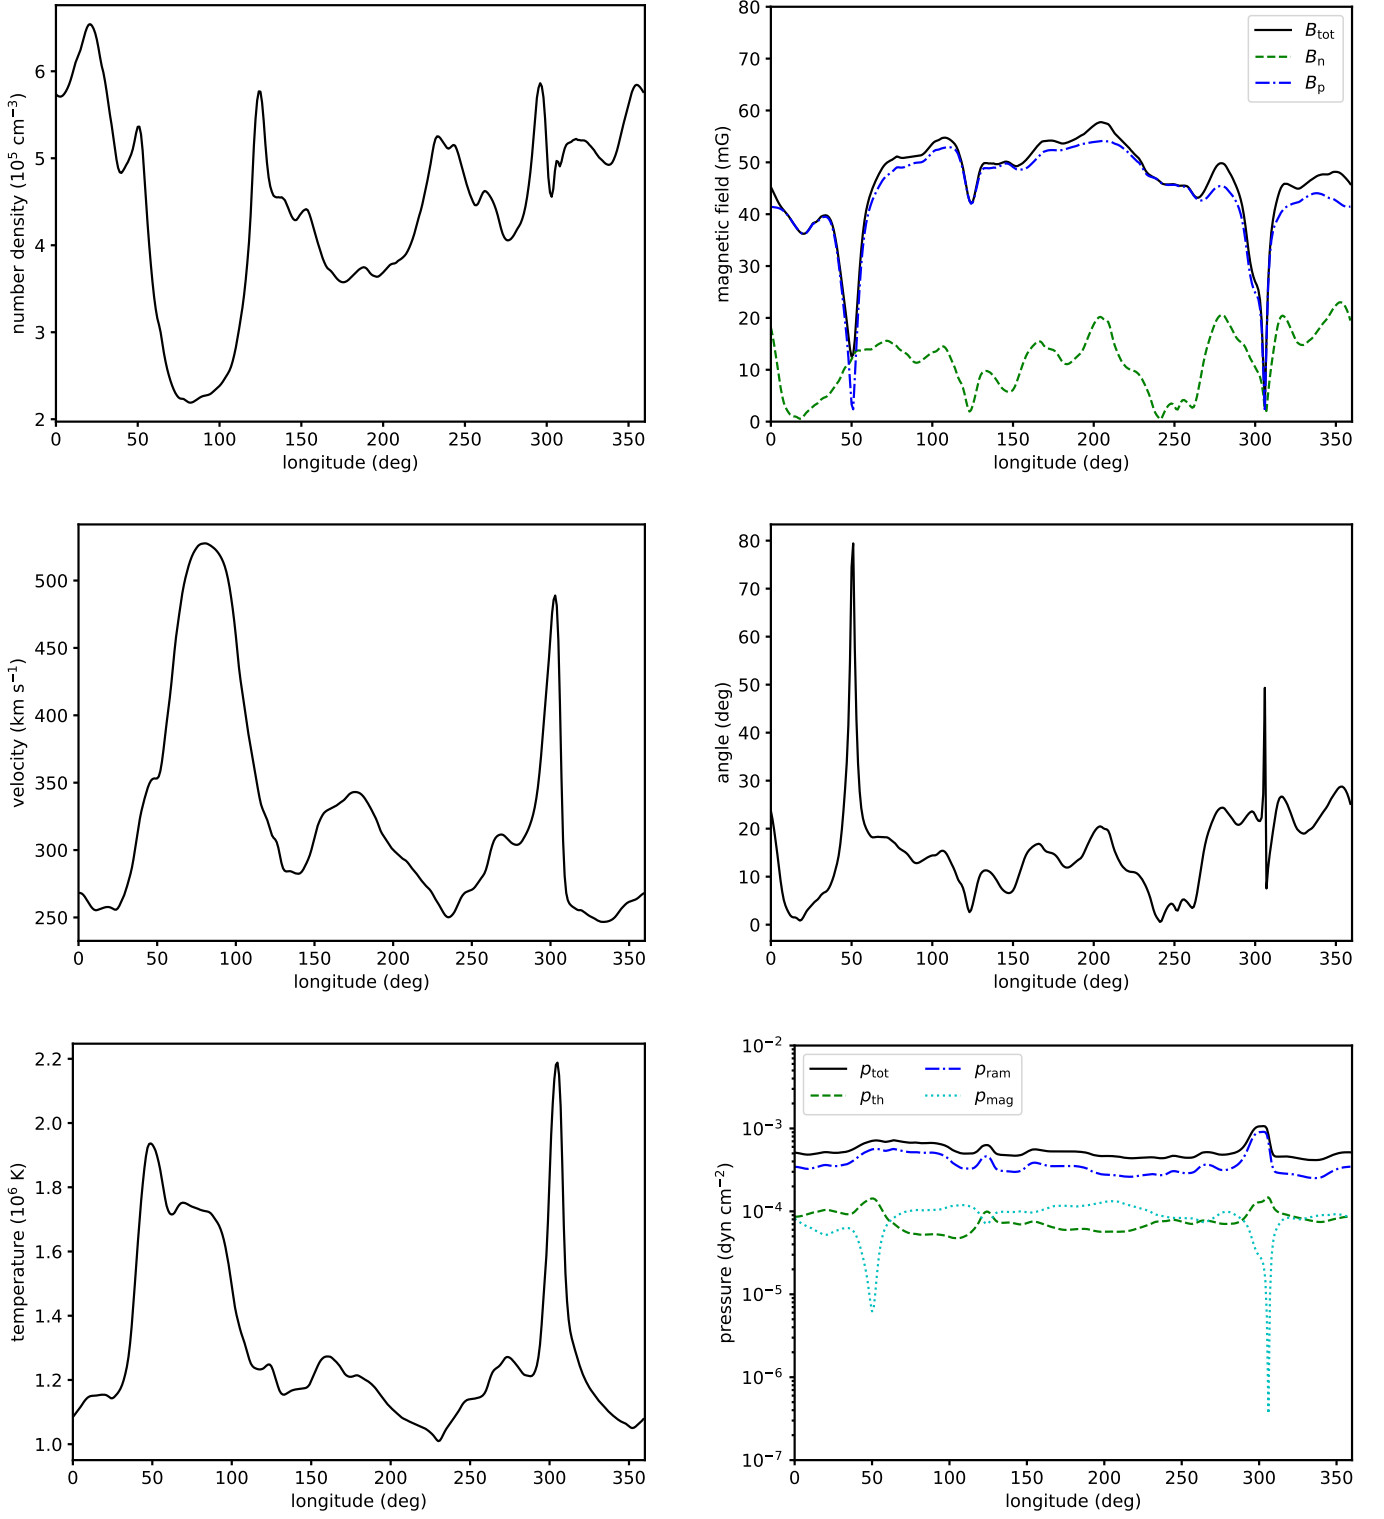 number density (10⁵ cm⁻³)
6
5
4
3
2
0 50 100 150 200 250 300 350
longitude (deg)
magnetic field (mG)
80
70
60
50
40
30
20
10
0
B_tot
B_n
B_p
0 50 100 150 200 250 300 350
longitude (deg)
velocity (km s⁻¹)
500
450
400
350
300
250
0 50 100 150 200 250 300 350
longitude (deg)
angle (deg)
80
70
60
50
40
30
20
10
0
0 50 100 150 200 250 300 350
longitude (deg)
temperature (10⁶ K)
2.2
2.0
1.8
1.6
1.4
1.2
1.0
0 50 100 150 200 250 300 350
longitude (deg)
pressure (dyn cm⁻²)
10⁻²
10⁻³
10⁻⁴
10⁻⁵
10⁻⁶
10⁻⁷
p_tot p_ram
p_th p_mag
0 50 100 150 200 250 300 350
longitude (deg)